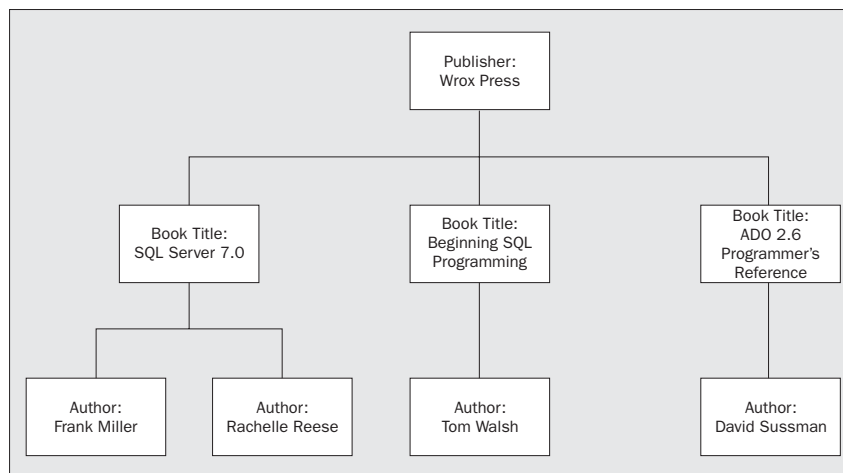 Publisher:
Wrox Press
Book Title:
SQL Server 7.0
Book Title:
Beginning SQL
Programming
Book Title:
ADO 2.6
Programmer's
Reference
Author:
Frank Miller
Author:
Rachelle Reese
Author:
Tom Walsh
Author:
David Sussman